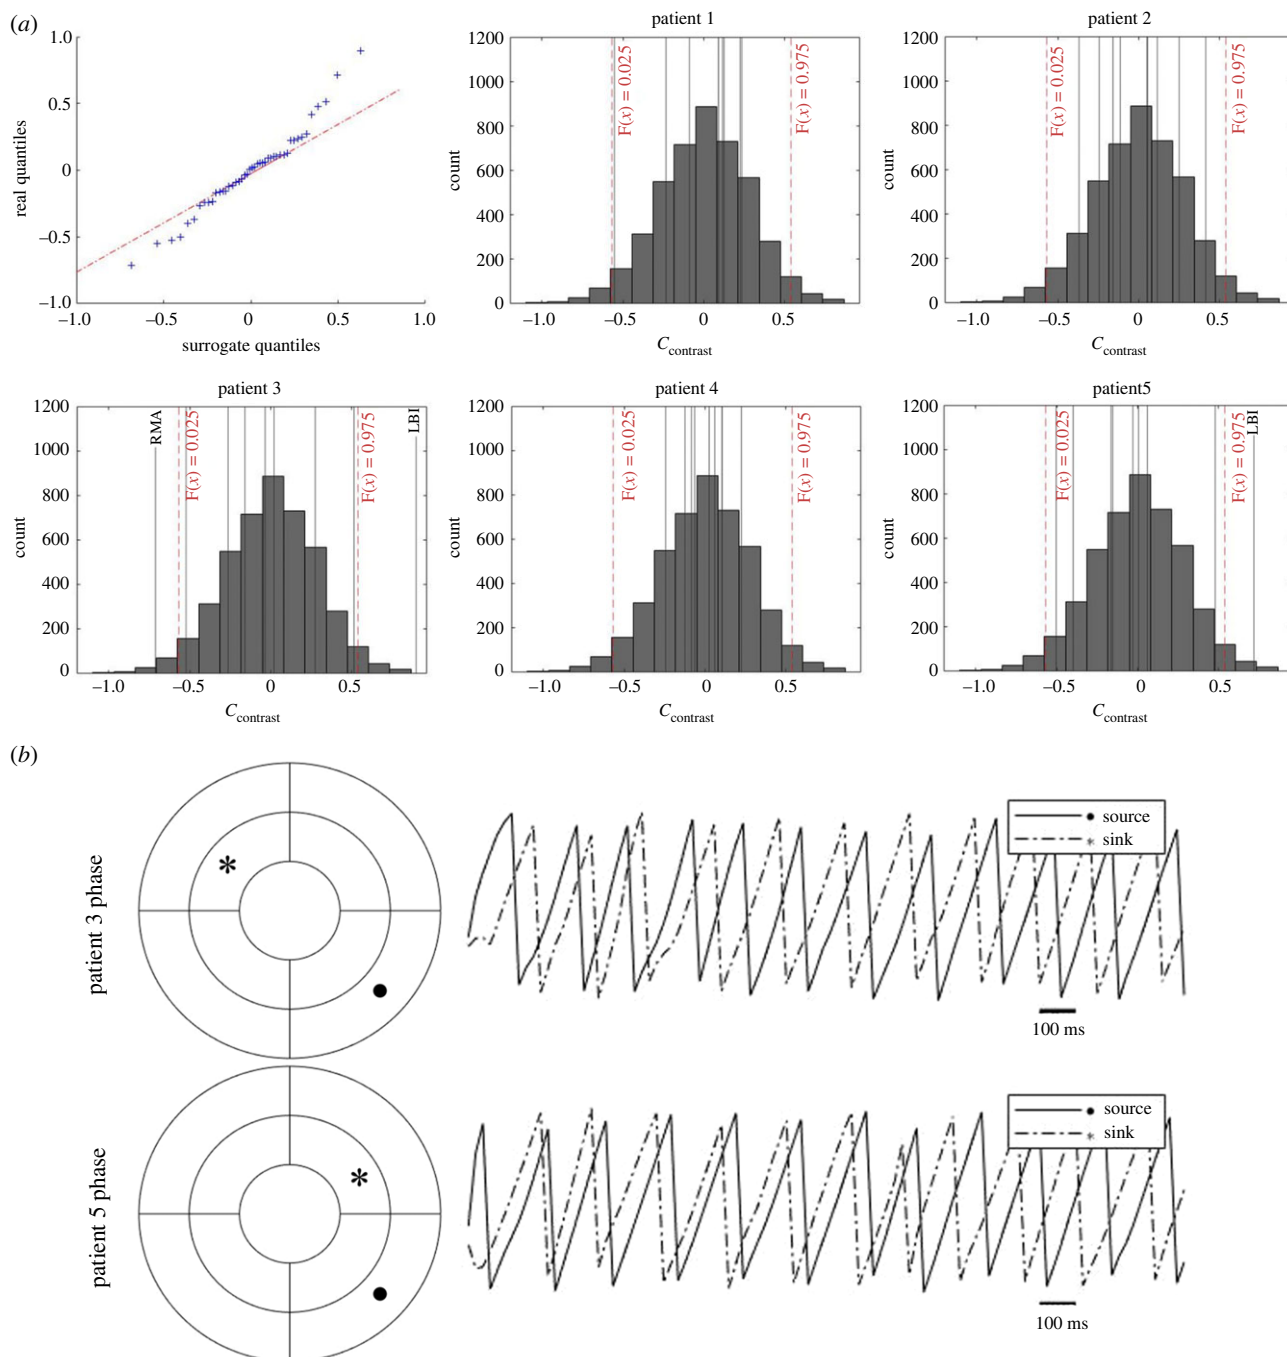 (a)
1.0
0.5
0
−0.5
−1.0
real quantiles
−1.0 −0.5 0 0.5 1.0
surrogate quantiles
patient 1
1200
1000
800
600
400
200
0
count
F(x) = 0.025
F(x) = 0.975
−1.0 −0.5 0 0.5
Ccontrast
patient 2
1200
1000
800
600
400
200
0
count
F(x) = 0.025
F(x) = 0.975
−1.0 −0.5 0 0.5
Ccontrast
patient 3
1200
1000
800
600
400
200
0
count
RMA
F(x) = 0.025
F(x) = 0.975
LBI
−1.0 −0.5 0 0.5
Ccontrast
patient 4
1200
1000
800
600
400
200
0
count
F(x) = 0.025
F(x) = 0.975
−1.0 −0.5 0 0.5
Ccontrast
patient5
1200
1000
800
600
400
200
0
count
F(x) = 0.025
F(x) = 0.975
LBI
−1.0 −0.5 0 0.5
Ccontrast
(b)
patient 3 phase
*
source
* sink
100 ms
patient 5 phase
*
source
* sink
100 ms